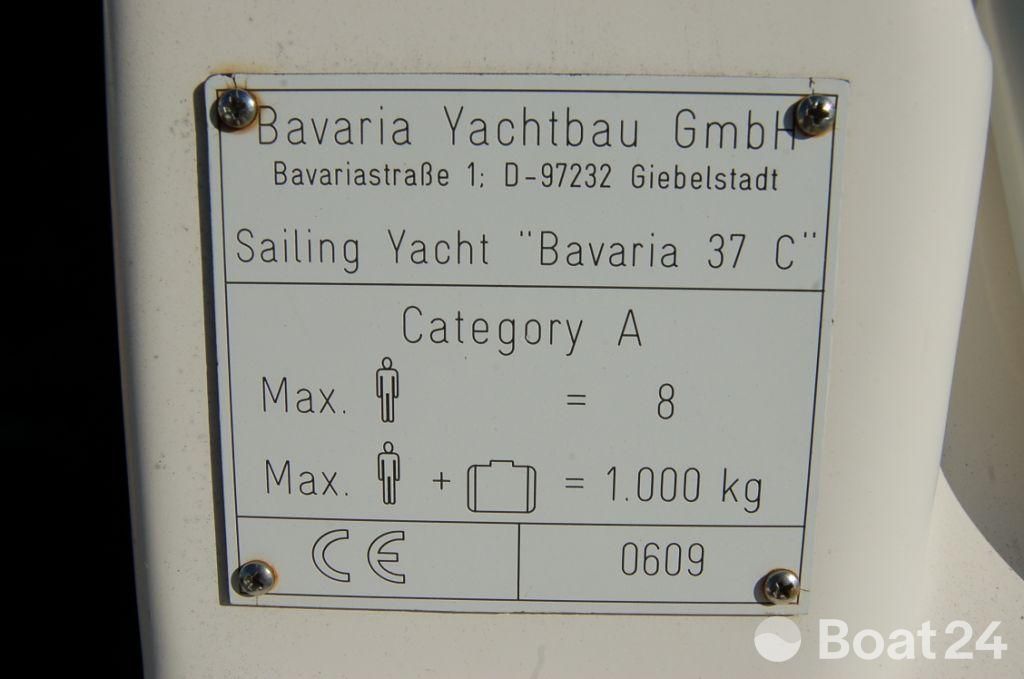 Bavaria Yachtbau GmbH
Bavariastraße 1; D-97232 Giebelstadt
Sailing Yacht "Bavaria 37 C"
Category A
Max. = 8
Max. + = 1.000 kg
CE 0609
Boat24